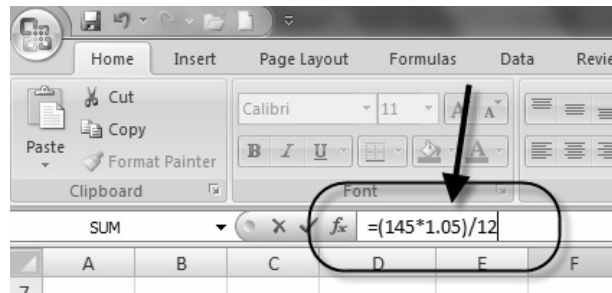 Home Insert Page Layout Formulas Data
Cut
Copy
Format Painter
Paste
Calibri 11 A A
B I U A
Clipboard Font
SUM fx =(145*1.05)/12
A B C D E F